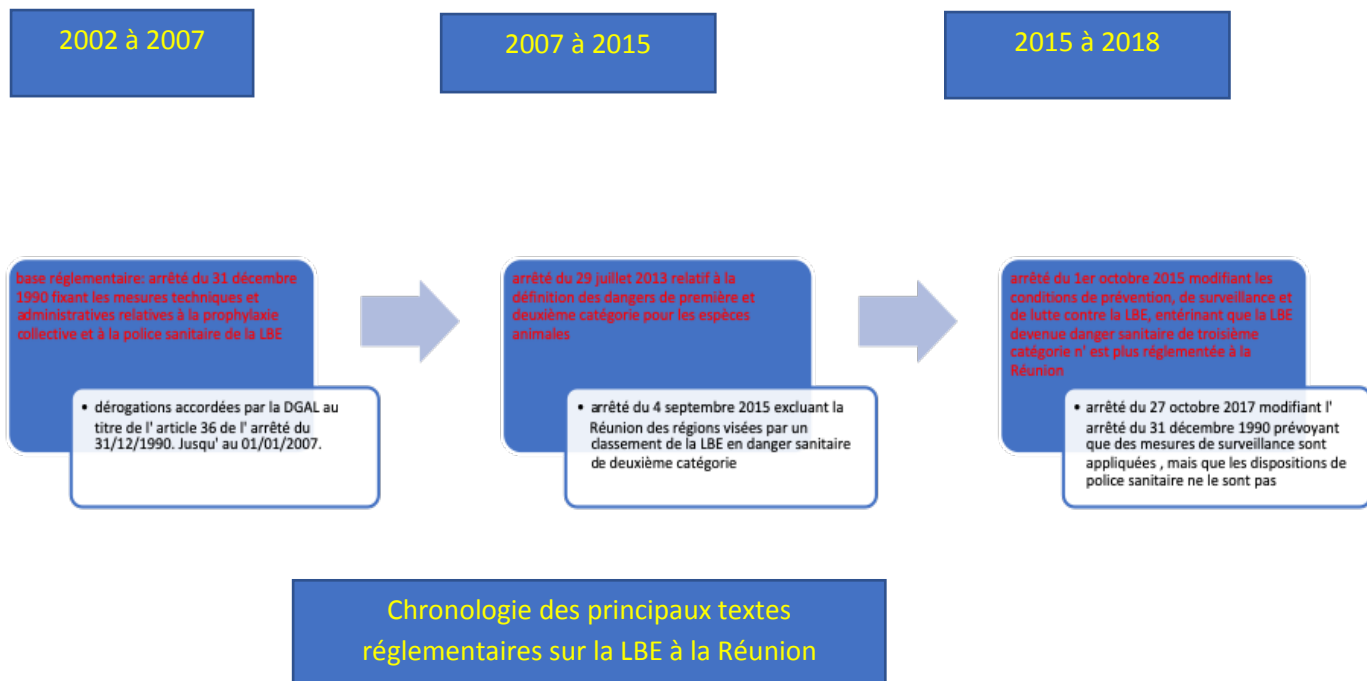 2002 à 2007
2007 à 2015
2015 à 2018
base réglementaire: arrêté du 31 décembre
1990 fixant les mesures techniques et
administratives relatives à la prophylaxie
collective et à la police sanitaire de la LBE
• dérogations accordées par la DGAL au
titre de l' article 36 de l' arrêté du
31/12/1990. Jusqu' au 01/01/2007.
arrêté du 29 juillet 2013 relatif à la
définition des dangers de première et
deuxième catégorie pour les espèces
animales
• arrêté du 4 septembre 2015 excluant la
Réunion des régions visées par un
classement de la LBE en danger sanitaire
de deuxième catégorie
arrêté du 1er octobre 2015 modifiant les
conditions de prévention, de surveillance et
de lutte contre la LBE, entérinant que la LBE
devenue danger sanitaire de troisième
catégorie n' est plus réglementée à la
Réunion
• arrêté du 27 octobre 2017 modifiant l'
arrêté du 31 décembre 1990 prévoyant
que des mesures de surveillance sont
appliquées , mais que les dispositions de
police sanitaire ne le sont pas
Chronologie des principaux textes
réglementaires sur la LBE à la Réunion